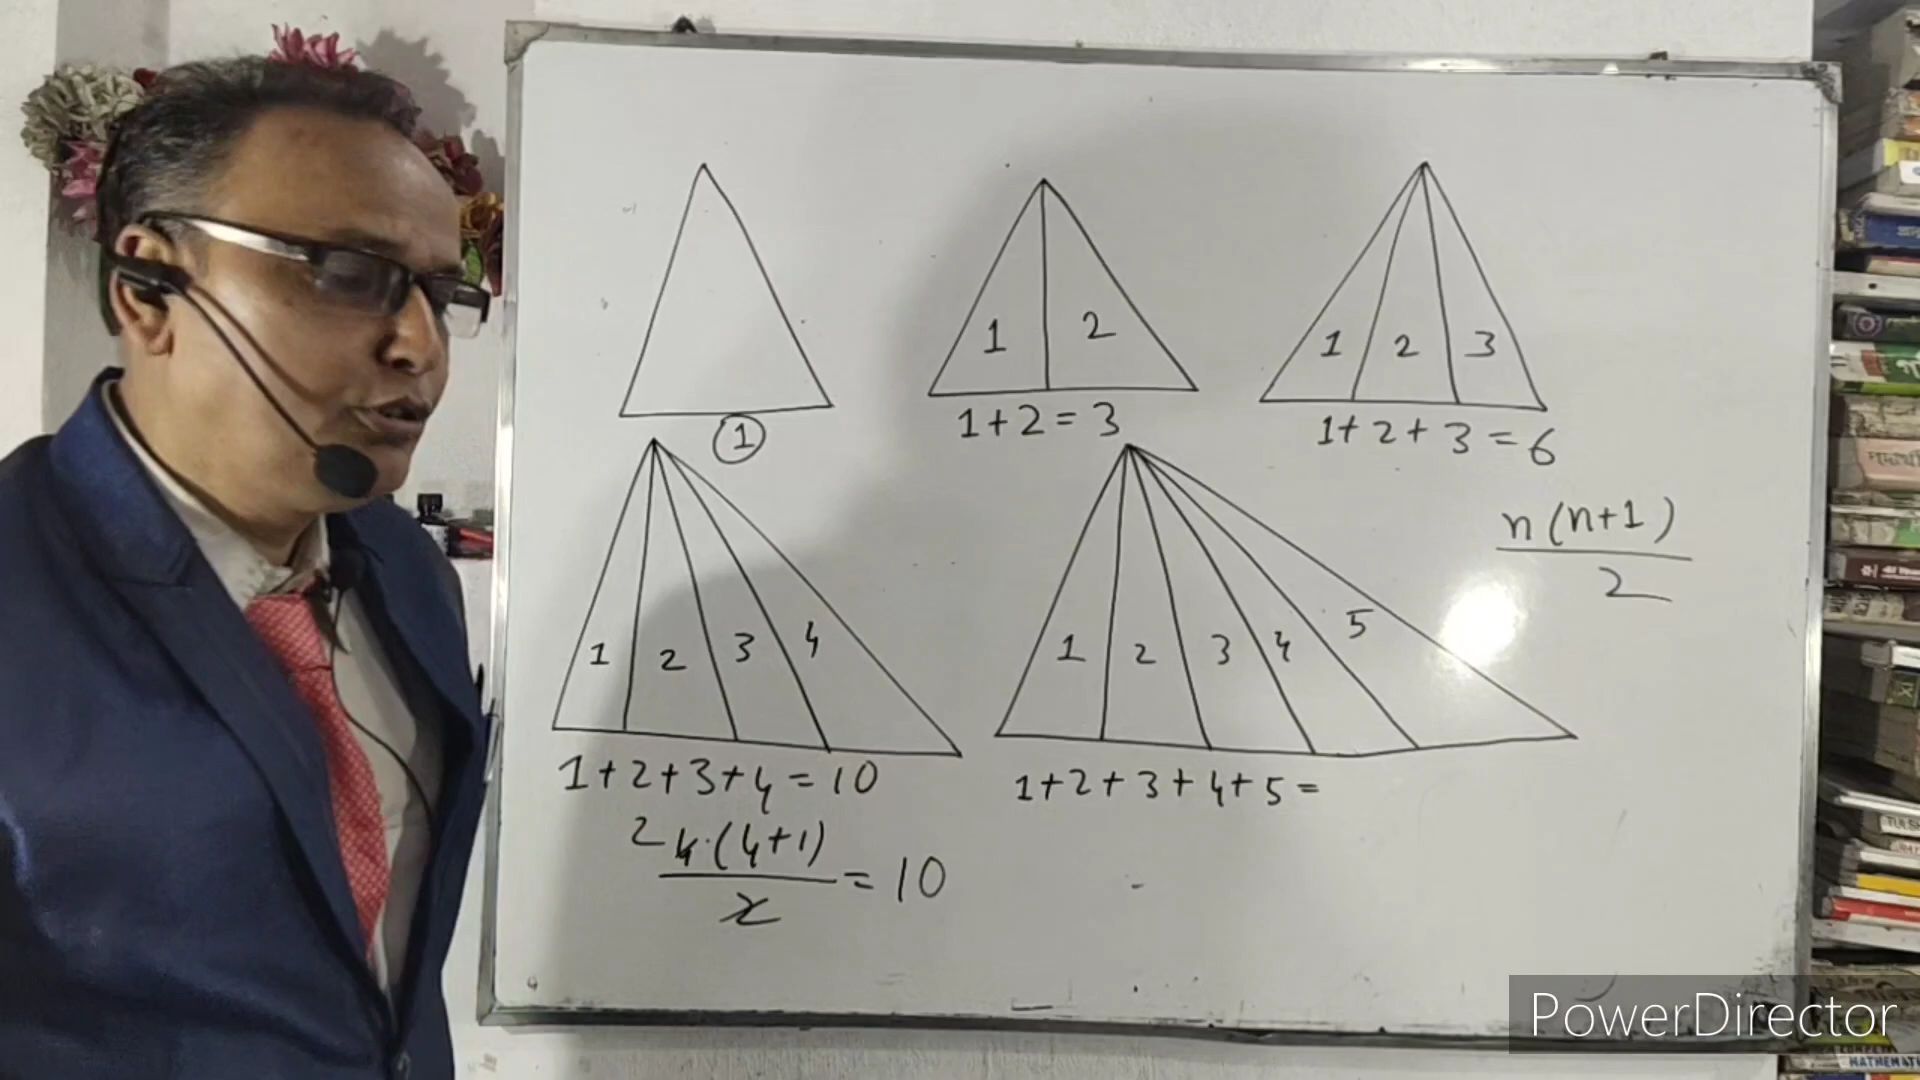 1 2
1 2 3
①
1+2=3
1+2+3=6
n(n+1)
2
1 2 3 4
1 2 3 4 5
1+2+3+4=10
1+2+3+4+5=
2 4·(4+1)
2
=10
PowerDirector